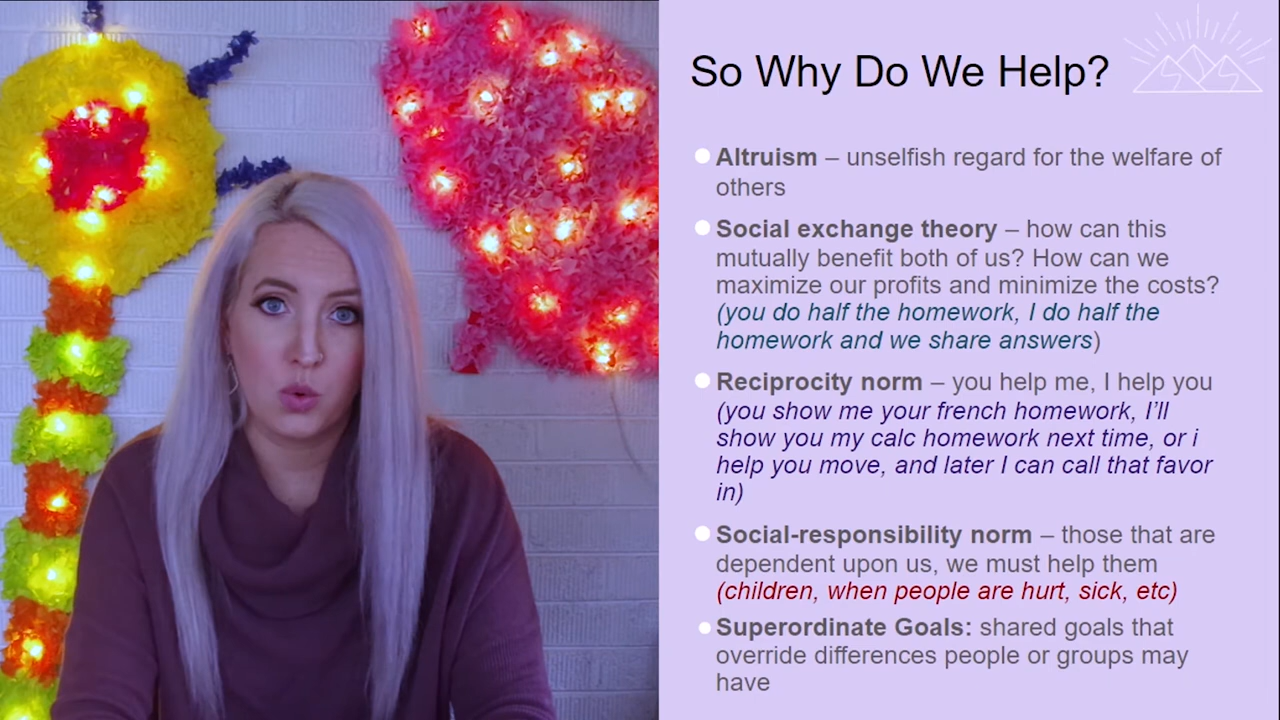 So Why Do We Help?
Altruism – unselfish regard for the welfare of
others
Social exchange theory – how can this
mutually benefit both of us? How can we
maximize our profits and minimize the costs?
(you do half the homework, I do half the
homework and we share answers)
Reciprocity norm – you help me, I help you
(you show me your french homework, I’ll
show you my calc homework next time, or i
help you move, and later I can call that favor
in)
Social-responsibility norm – those that are
dependent upon us, we must help them
(children, when people are hurt, sick, etc)
Superordinate Goals: shared goals that
override differences people or groups may
have